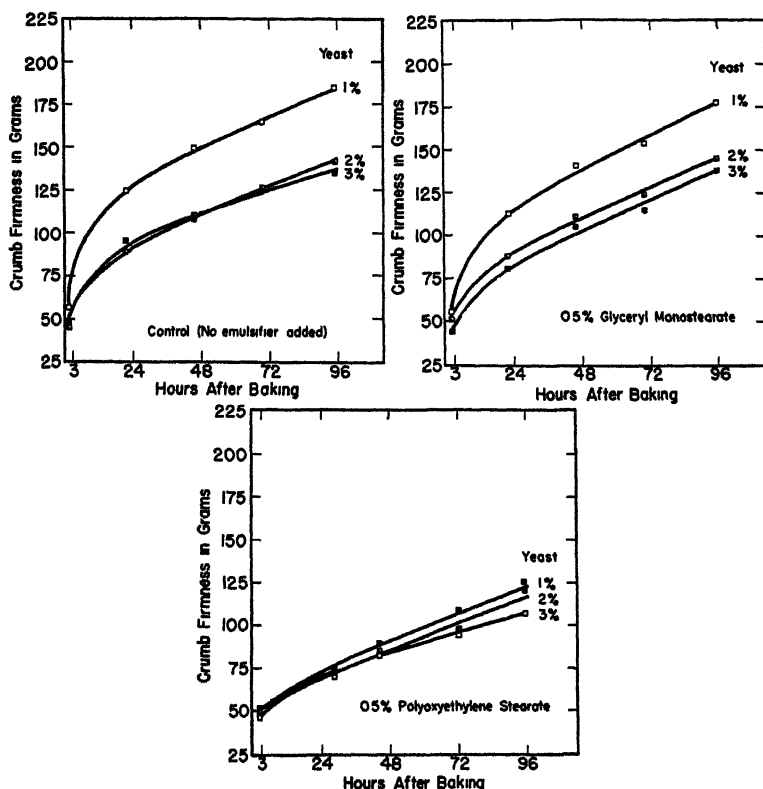 225
200
175
150
125
100
75
50
25
Crumb Firmness in Grams
Yeast
1%
2%
3%
Control (No emulsifier added)
3 24 48 72 96
Hours After Baking
225
200
175
150
125
100
75
50
25
Crumb Firmness in Grams
Yeast
1%
2%
3%
05% Glyceryl Monostearate
3 24 48 72 96
Hours After Baking
225
200
175
150
125
100
75
50
25
Crumb Firmness in Grams
Yeast
1%
2%
3%
05% Polyoxyethylene Stearate
3 24 48 72 96
Hours After Baking